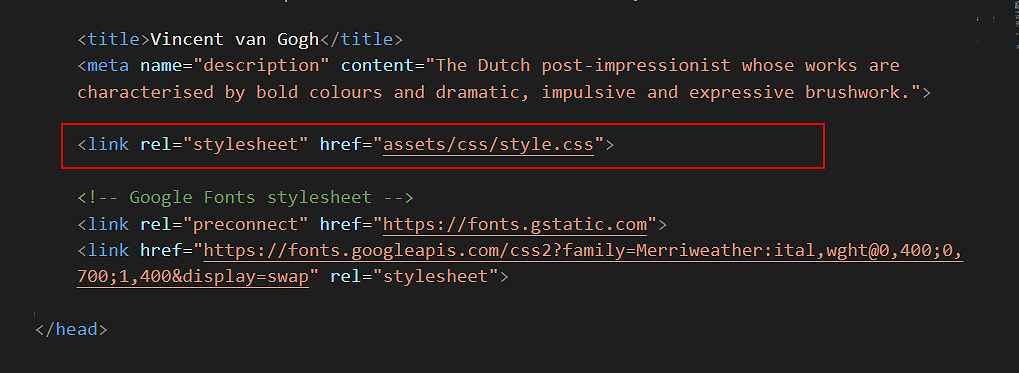 <title>Vincent van Gogh</title>
<meta name="description" content="The Dutch post-impressionist whose works are
characterised by bold colours and dramatic, impulsive and expressive brushwork.">
<link rel="stylesheet" href="assets/css/style.css">
<!-- Google Fonts stylesheet -->
<link rel="preconnect" href="https://fonts.gstatic.com">
<link href="https://fonts.googleapis.com/css2?family=Merriweather:ital,wght@0,400;0,
700;1,400&display=swap" rel="stylesheet">
</head>